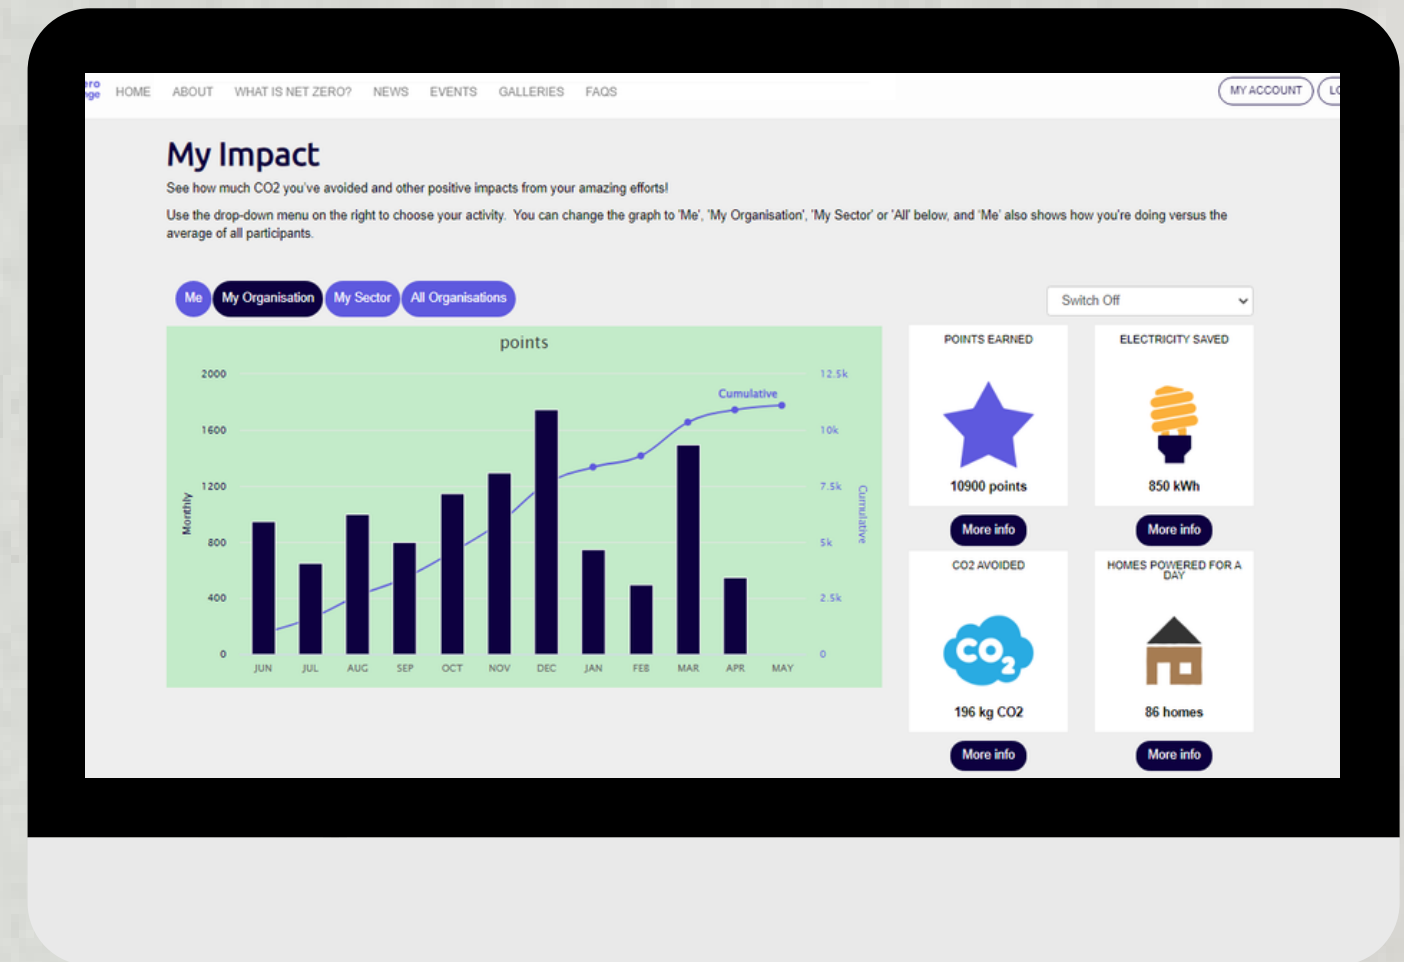 HOME ABOUT WHAT IS NET ZERO? NEWS EVENTS GALLERIES FAQS MY ACCOUNT
My Impact
See how much CO2 you've avoided and other positive impacts from your amazing efforts!
Use the drop-down menu on the right to choose your activity. You can change the graph to 'Me', 'My Organisation', 'My Sector' or 'All' below, and 'Me' also shows how you're doing versus the
average of all participants.
Me My Organisation My Sector All Organisations
Switch Off
points
Monthly
2000
1600
1200
800
400
0
Cumulative
12.5k
10k
7.5k
5k
2.5k
0
Cumulative
JUN JUL AUG SEP OCT NOV DEC JAN FEB MAR APR MAY
POINTS EARNED
10900 points
More info
ELECTRICITY SAVED
850 kWh
More info
CO2 AVOIDED
CO2
196 kg CO2
More info
HOMES POWERED FOR A
DAY
86 homes
More info